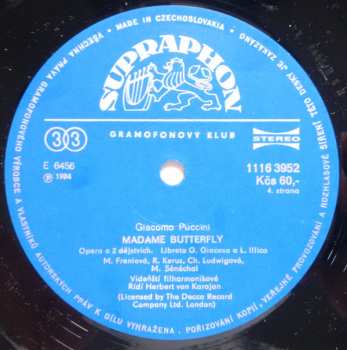 MADE IN CZECHOSLOVAKIA • VŠECHNA PRÁVA GRAMOFONOVÉHO VÝROBCE A VLASTNÍKŮ AUTORSKÝCH PRÁV K DÍLU VYHRAŽENA • POŘIZOVÁNÍ KOPIÍ • VEŘEJNÉ PROVOZOVÁNÍ A ROZHLASOVÉ ŠÍŘENÍ TÉTO DESKY JE ZAKÁZÁNO
SUPRAPHON
GRAMOFONOVÝ KLUB
33
STEREO
E 6456
℗ 1984
1116 3952
Kčs 60,-
4. strana
Giacomo Puccini
MADAME BUTTERFLY
Opera o 2 dějstvích. Libreto G. Giacosa a L. Illica
M. Freniová, R. Kerns, Ch. Ludwigová,
M. Sénéchal
Vídeňští filharmonikové
Řídí Herbert von Karajan
(Licensed by The Decca Record
Company Ltd. London)